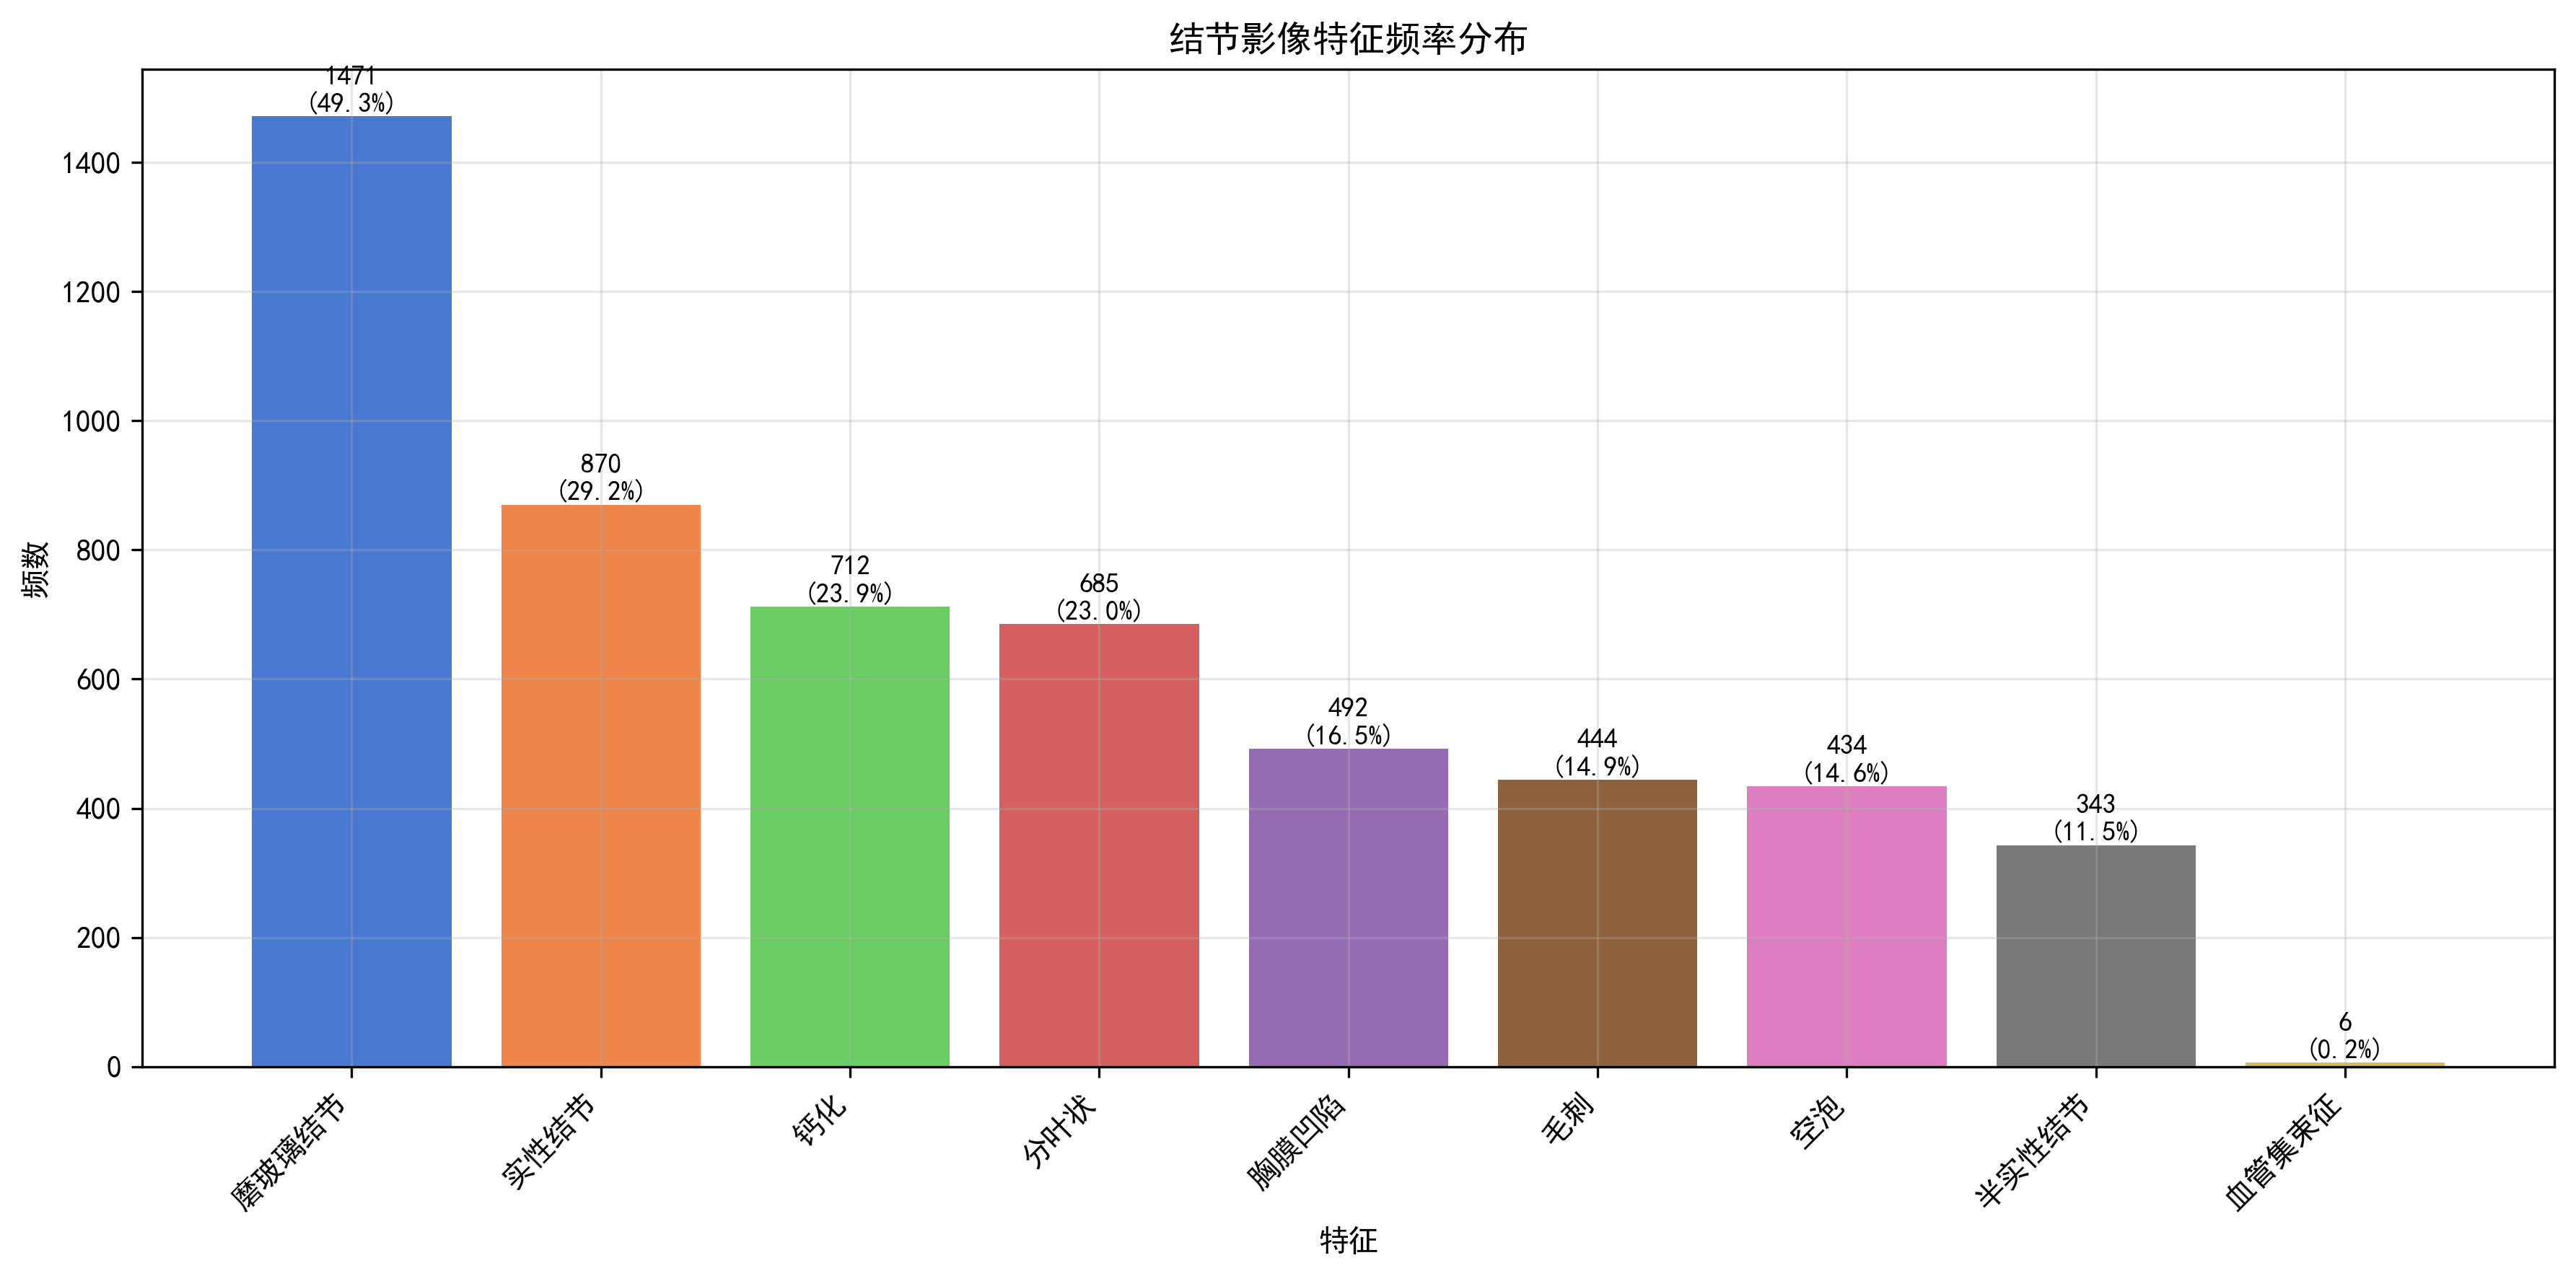 结节影像特征频率分布
频数
1400
1200
1000
800
600
400
200
0
1471
(49.3%)
870
(29.2%)
712
(23.9%)
685
(23.0%)
492
(16.5%)
444
(14.9%)
434
(14.6%)
343
(11.5%)
6
(0.2%)
磨玻璃结节
实性结节
钙化
分叶状
胸膜凹陷
毛刺
空泡
半实性结节
血管集束征
特征